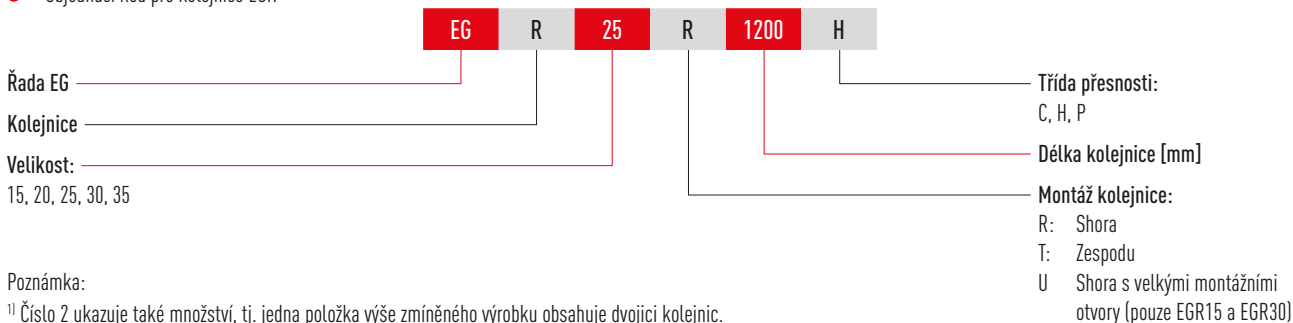 EG R 25 R 1200 H
Řada EG
Kolejnice
Velikost:
15, 20, 25, 30, 35
Třída přesnosti:
C, H, P
Délka kolejnice [mm]
Montáž kolejnice:
R: Shora
T: Zespodu
U Shora s velkými montážními
otvory (pouze EGR15 a EGR30)
Poznámka:
1) Číslo 2 ukazuje také množství, tj. jedna položka výše zmíněného výrobku obsahuje dvojici kolejnic.